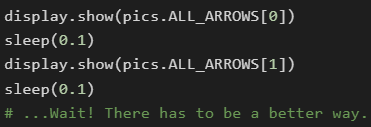 display.show(pics.ALL_ARROWS[0])
sleep(0.1)
display.show(pics.ALL_ARROWS[1])
sleep(0.1)
# ...Wait! There has to be a better way.